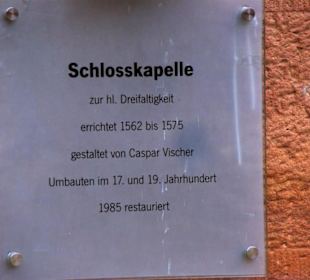 Schlosskapelle
zur hl. Dreifaltigkeit
errichtet 1562 bis 1575
gestaltet von Caspar Vischer
Umbauten im 17. und 19. Jahrhundert
1985 restauriert